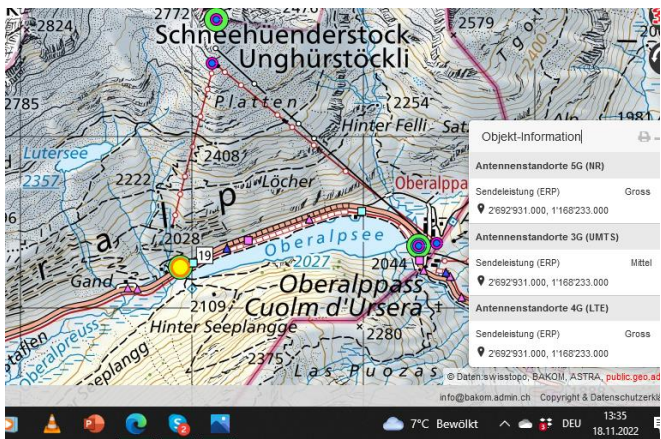 2772
2476
2824
Schneehüenderstock
Unghürstöckli
2579
2400
2785
Platten
2254
Hinter Felli
1981
Lutersee
2357
2408
2222
Löcher
Oberalppa
2028
19
Oberalpsee
2027
2044
Gand
Oberalppass
2109
Cuolm d'Ursera
Hinter Seeplangge
2280
Oberalpreuss
Seeplangg
2375
Las Puozas
Objekt-Information
Antennenstandorte 5G (NR)
Sendeleistung (ERP) Gross
2'692'931.000, 1'168'233.000
Antennenstandorte 3G (UMTS)
Sendeleistung (ERP) Mittel
2'692'931.000, 1'168'233.000
Antennenstandorte 4G (LTE)
Sendeleistung (ERP) Gross
2'692'931.000, 1'168'233.000
© Daten:swisstopo, BAKOM, ASTRA, public.geo.ad
info@bakom.admin.ch Copyright & Datenschutzerklä
7°C Bewölkt
DEU
13:35
18.11.2022